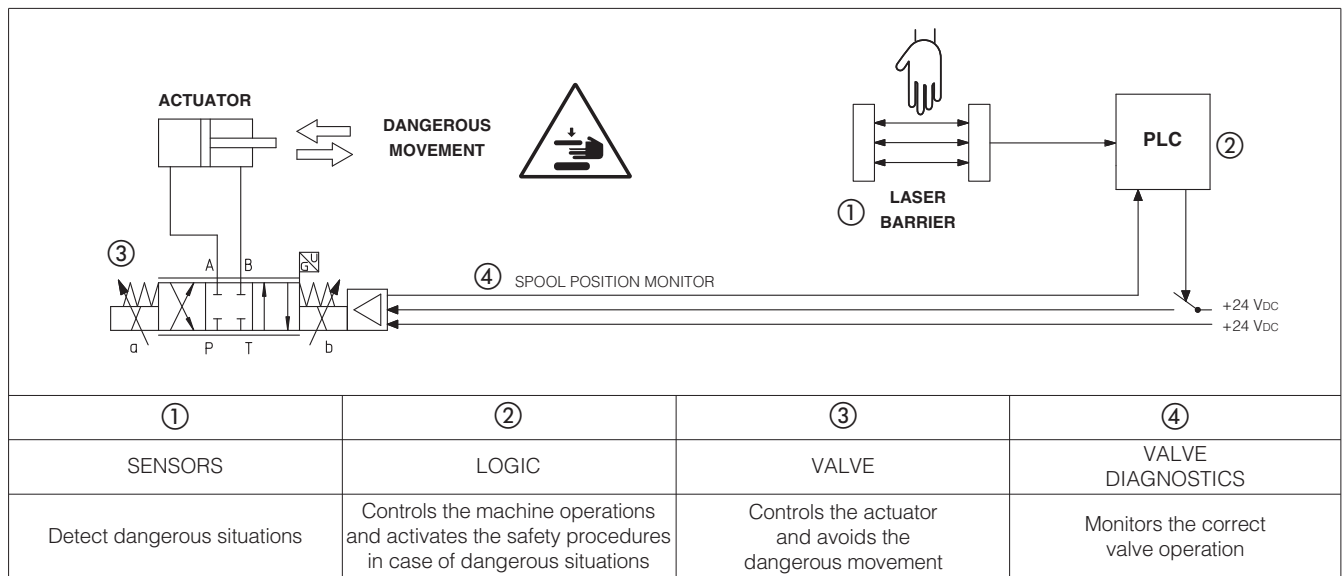 ACTUATOR
DANGEROUS
MOVEMENT
PLC
②
①
LASER
BARRIER
③
A B
U
G
④ SPOOL POSITION MONITOR
+24 VDC
+24 VDC
a P T b
① ② ③ ④
SENSORS LOGIC VALVE VALVE
DIAGNOSTICS
Detect dangerous situations
Controls the machine operations
and activates the safety procedures
in case of dangerous situations
Controls the actuator
and avoids the
dangerous movement
Monitors the correct
valve operation